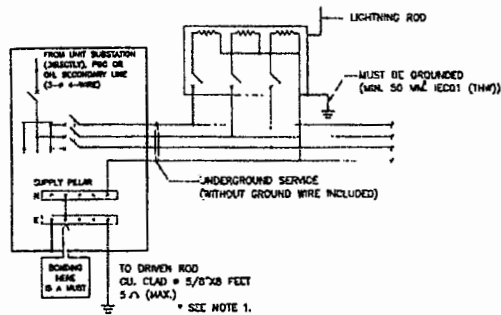 LIGHTNING ROD
FROM UNIT SUBSTATION
(DIRECTLY), PDC OR
OH. SECONDARY LINE
(3-φ 4-WIRE)
MUST BE GROUNDED
(MIN. 50 MM² IEC01 (THW))
SUPPLY PILLAR
N
E
UNDERGROUND SERVICE
(WITHOUT GROUND WIRE INCLUDED)
BONDING
HERE
IS A MUST
TO DRIVEN ROD
CU. CLAD 5/8"X8 FEET
5 Ω (MAX.)
* SEE NOTE 1.